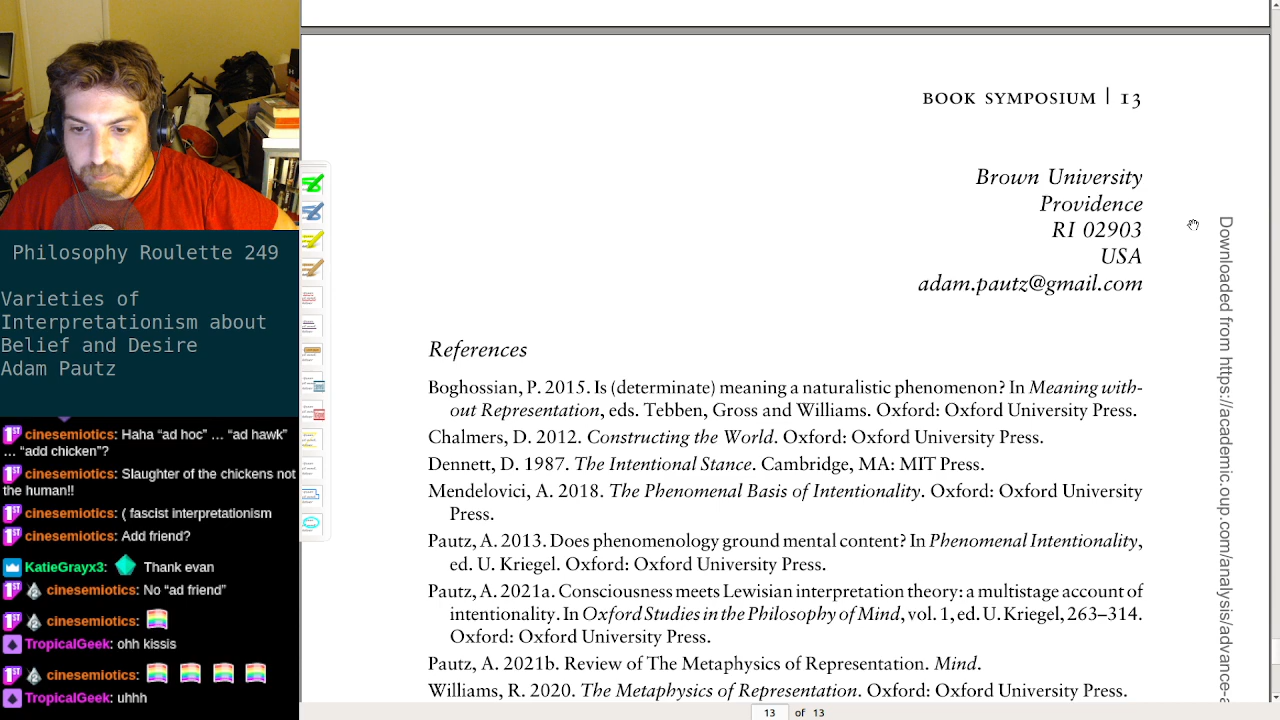 BOOK SYMPOSIUM | 13
Brown University
Providence
RI 02903
USA
adam.pautz@gmail.com
References
Boghossian, P. 2015. Is (determinate) meaning a naturalistic phenomenon? In Meaning with-
out Representation, eds. Gross, Tebben, and Williams. Oxford: Oxford University Press.
Chalmers, D. 2012. Constructing the World. Oxford: Oxford University Press.
Dennett, D. 1987. The Intentional Stance. Cambridge, MA: MIT Press.
Mendelovici, A. 2018. The Phenomenal Basis of Intentionality. Oxford: Oxford University
Press.
Pautz, A. 2013. Does phenomenology ground mental content? In Phenomenal Intentionality,
ed. U. Kriegel. Oxford: Oxford University Press.
Pautz, A. 2021a. Consciousness meets Lewisian interpretation theory: a multistage account of
intentionality. In Oxford Studies in the Philosophy of Mind, vol. 1, ed. U. Kriegel, 263–314.
Oxford: Oxford University Press.
Pautz, A. 2021b. Review of The Metaphysics of Representation. Mind.
Williams, R. 2020. The Metaphysics of Representation. Oxford: Oxford University Press.
Downloaded from https://academic.oup.com/analysis/advance-a
13 of 13
Philosophy Roulette 249
Varieties of
Interpretationism about
Belief and Desire
Adam Pautz
1ST cinesemiotics: Haha “ad hoc” … “ad hawk”
… “add chicken”?
1ST cinesemiotics: Slaughter of the chickens not
the human!!
1ST cinesemiotics: ( fascist interpretationism
1ST cinesemiotics: Add friend?
KatieGrayx3: Thank evan
1ST cinesemiotics: No “ad friend”
1ST cinesemiotics:
TropicalGeek: ohh kissis
1ST cinesemiotics:
TropicalGeek: uhhh